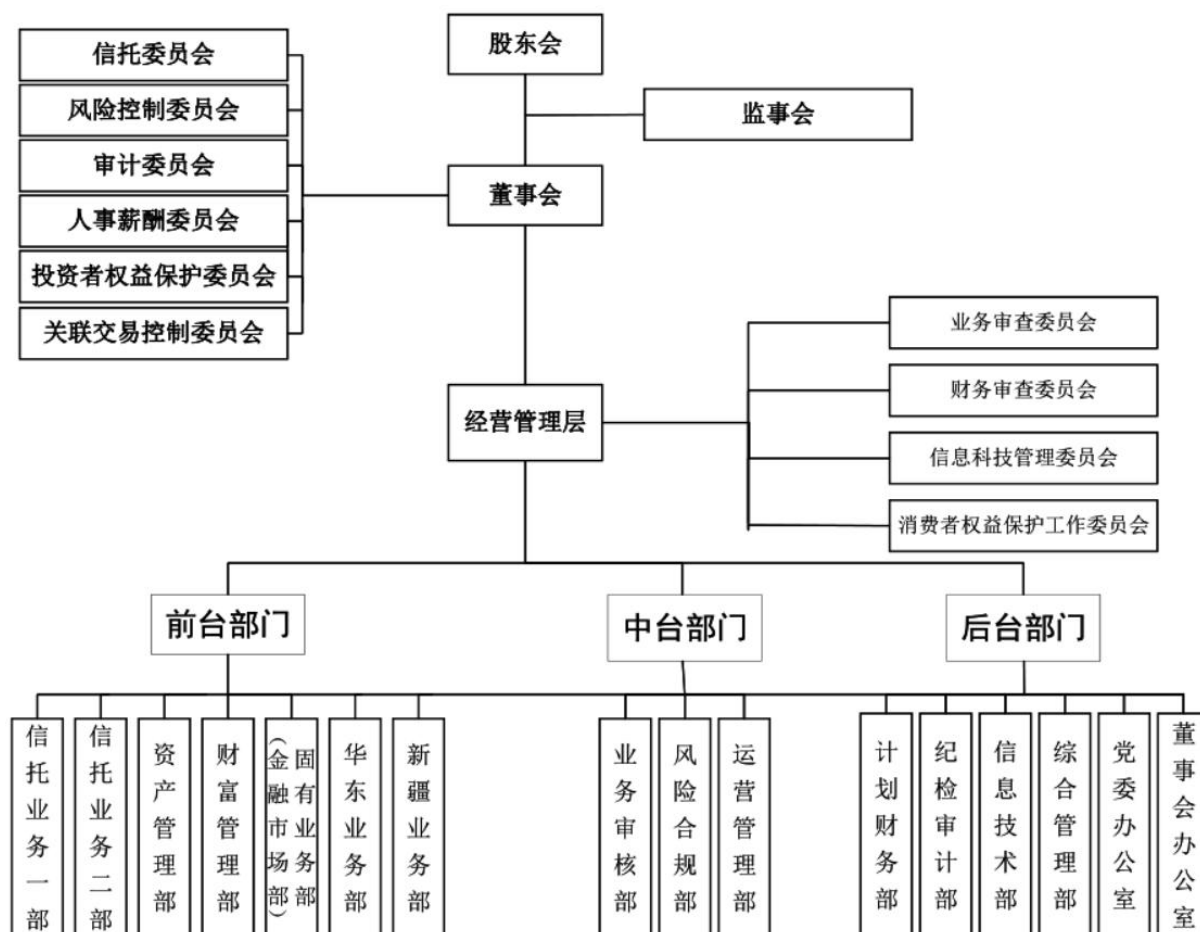 股东会
监事会
董事会
信托委员会
风险控制委员会
审计委员会
人事薪酬委员会
投资者权益保护委员会
关联交易控制委员会
经营管理层
业务审查委员会
财务审查委员会
信息科技管理委员会
消费者权益保护工作委员会
前台部门
中台部门
后台部门
信托业务一部
信托业务二部
资产管理部
财富管理部
固有业务部
(金融市场部)
华东业务部
新疆业务部
业务审核部
风险合规部
运营管理部
计划财务部
纪检审计部
信息技术部
综合管理部
党委办公室
董事会办公室